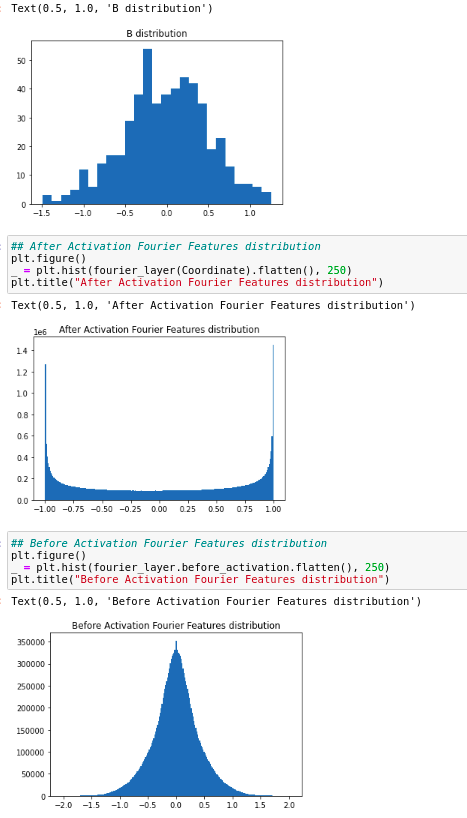 Text(0.5, 1.0, 'B distribution')
B distribution
50
40
30
20
10
0
−1.5 −1.0 −0.5 0.0 0.5 1.0
## After Activation Fourier Features distribution
plt.figure()
_ = plt.hist(fourier_layer(Coordinate).flatten(), 250)
plt.title("After Activation Fourier Features distribution")
Text(0.5, 1.0, 'After Activation Fourier Features distribution')
1e6 After Activation Fourier Features distribution
1.4
1.2
1.0
0.8
0.6
0.4
0.2
0.0
−1.00 −0.75 −0.50 −0.25 0.00 0.25 0.50 0.75 1.00
## Before Activation Fourier Features distribution
plt.figure()
_ = plt.hist(fourier_layer.before_activation.flatten(), 250)
plt.title("Before Activation Fourier Features distribution")
Text(0.5, 1.0, 'Before Activation Fourier Features distribution')
Before Activation Fourier Features distribution
350000
300000
250000
200000
150000
100000
50000
0
−2.0 −1.5 −1.0 −0.5 0.0 0.5 1.0 1.5 2.0